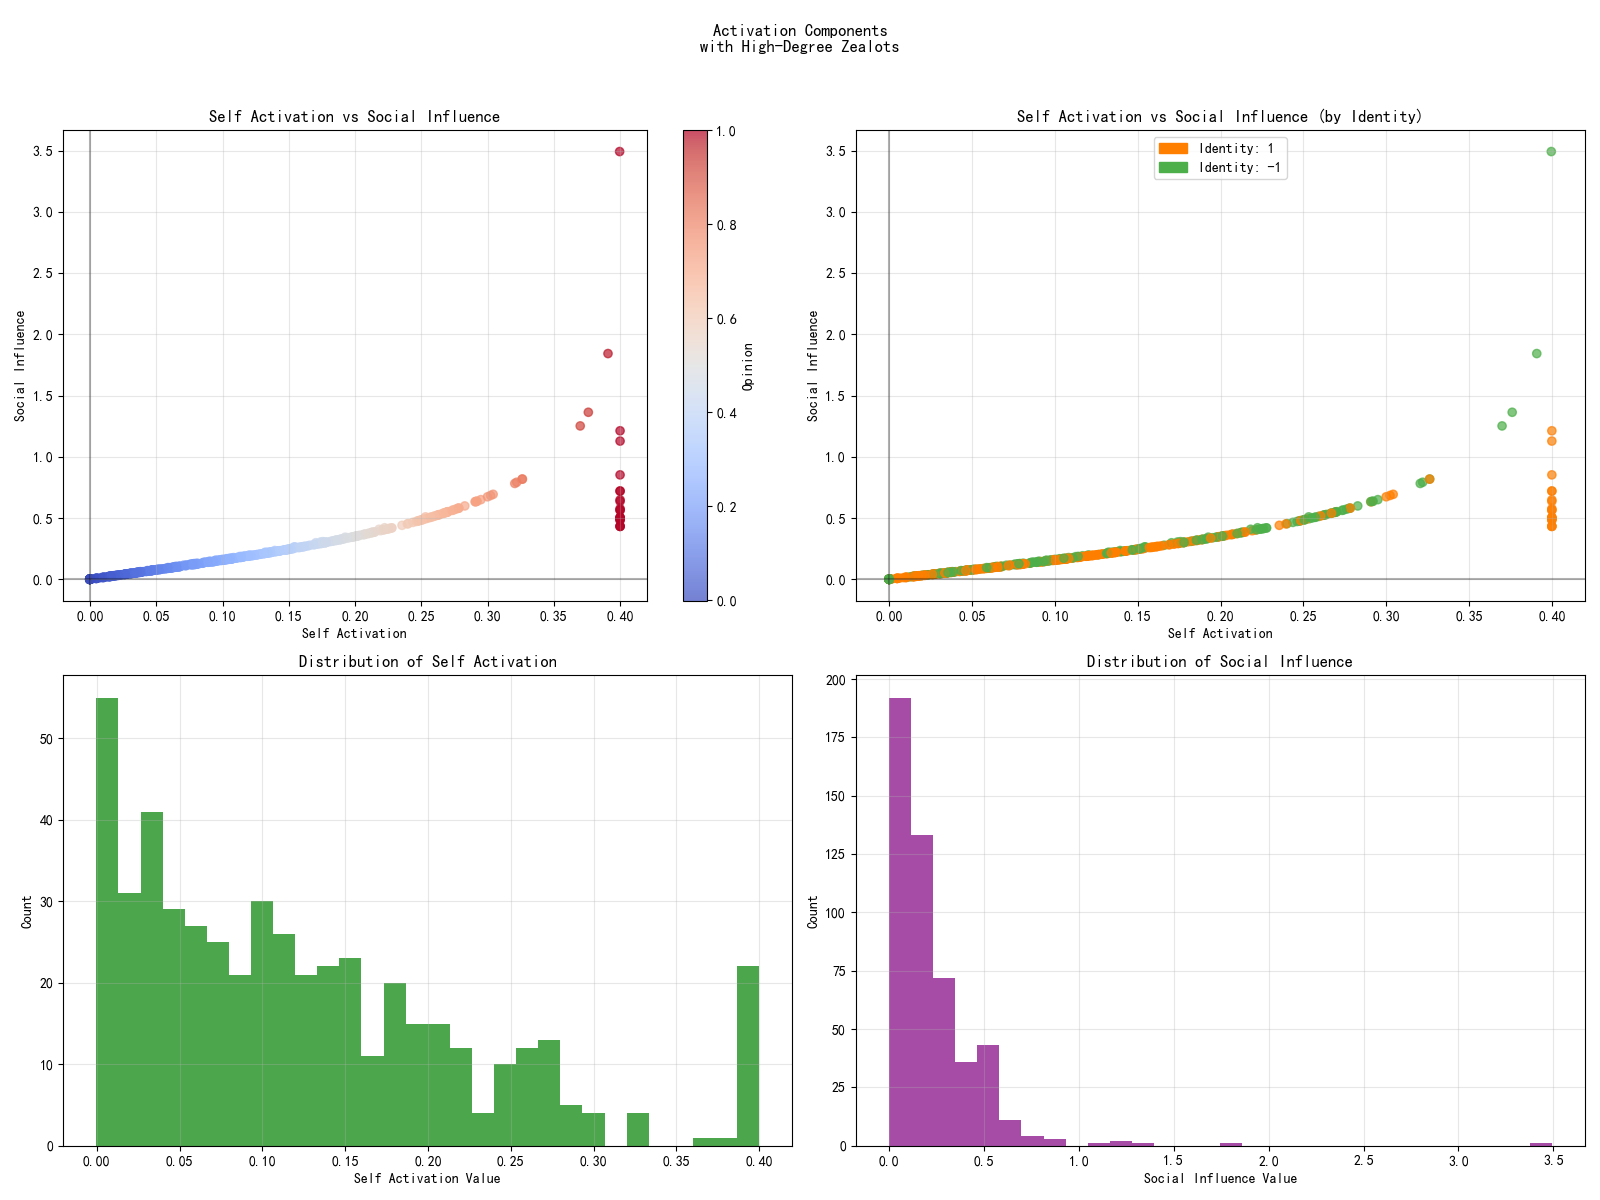 Activation Components
with High-Degree Zealots
Self Activation vs Social Influence
3.5
3.0
2.5
2.0
1.5
1.0
0.5
0.0
Social Influence
0.00 0.05 0.10 0.15 0.20 0.25 0.30 0.35 0.40
Self Activation
1.0
0.8
0.6
0.4
0.2
0.0
Opinion
Self Activation vs Social Influence (by Identity)
Identity: 1
Identity: -1
3.5
3.0
2.5
2.0
1.5
1.0
0.5
0.0
Social Influence
0.00 0.05 0.10 0.15 0.20 0.25 0.30 0.35 0.40
Self Activation
Distribution of Self Activation
50
40
30
20
10
0
Count
0.00 0.05 0.10 0.15 0.20 0.25 0.30 0.35 0.40
Self Activation Value
Distribution of Social Influence
200
175
150
125
100
75
50
25
0
Count
0.0 0.5 1.0 1.5 2.0 2.5 3.0 3.5
Social Influence Value